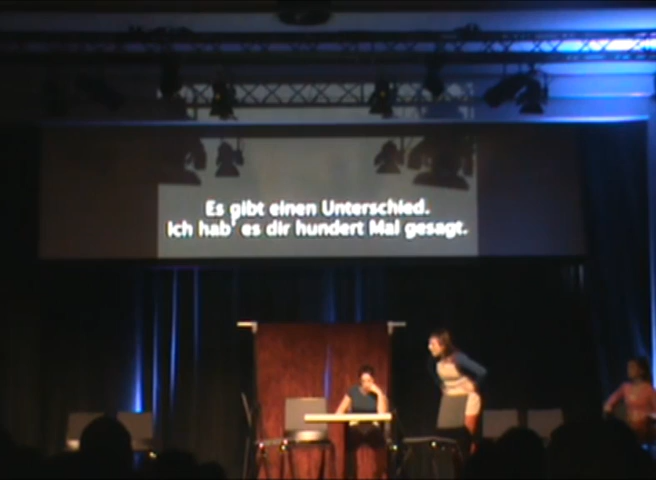 Es gibt einen Unterschied.
Ich hab' es dir hundert Mal gesagt.